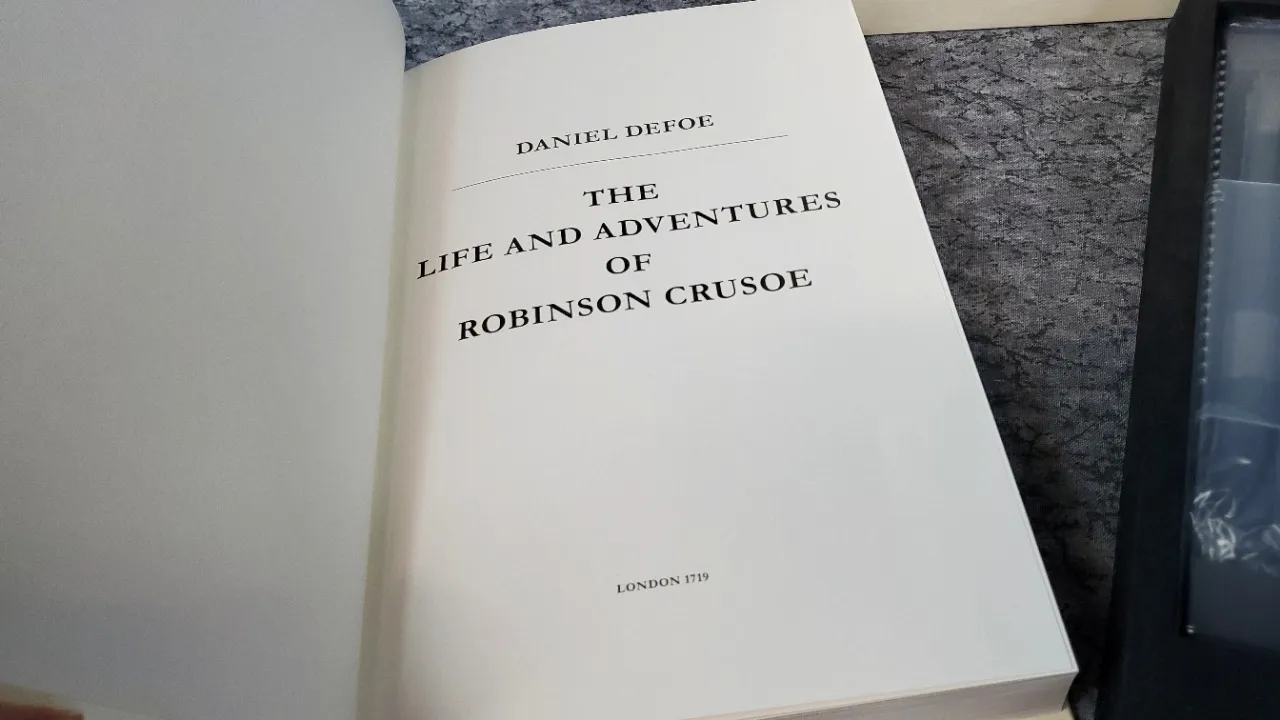 DANIEL DEFOE
THE
LIFE AND ADVENTURES
OF
ROBINSON CRUSOE
LONDON 1719